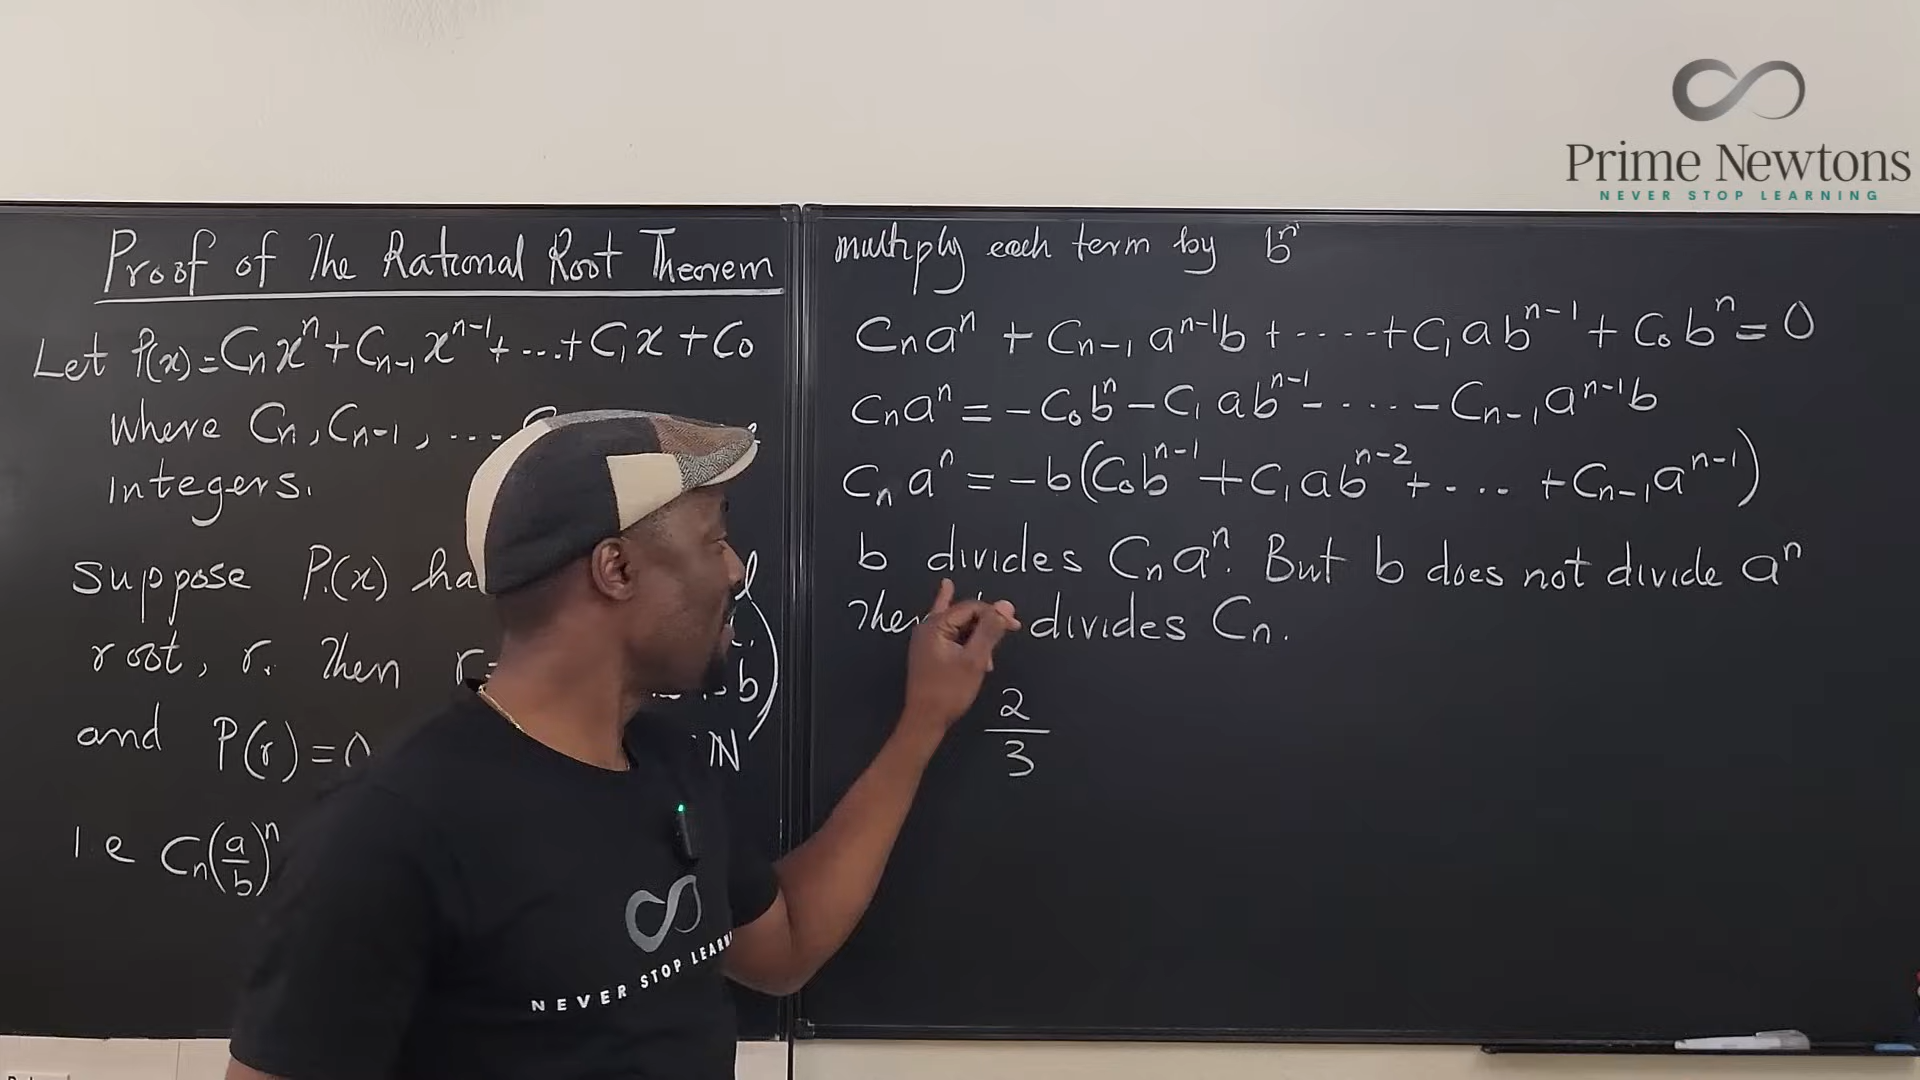 Prime Newtons
NEVER STOP LEARNING
Proof of The Rational Root Theorem
Let P(x) = Cₙxⁿ + Cₙ₋₁xⁿ⁻¹ + ... + C₁x + C₀
where Cₙ, Cₙ₋₁, ...
integers.
suppose P(x)
root, r. Then r =
b
and P(r) = 0
IN
i.e Cₙ(a/b)ⁿ
multiply each term by bⁿ
Cₙaⁿ + Cₙ₋₁aⁿ⁻¹b + ..... + C₁abⁿ⁻¹ + C₀bⁿ = 0
Cₙaⁿ = -C₀bⁿ - C₁abⁿ⁻¹ - ..... - Cₙ₋₁aⁿ⁻¹b
Cₙaⁿ = -b(C₀bⁿ⁻¹ + C₁abⁿ⁻² + ... + Cₙ₋₁aⁿ⁻¹)
b divides Cₙaⁿ. But b does not divide aⁿ
divides Cₙ.
2
3
NEVER STOP LEARN